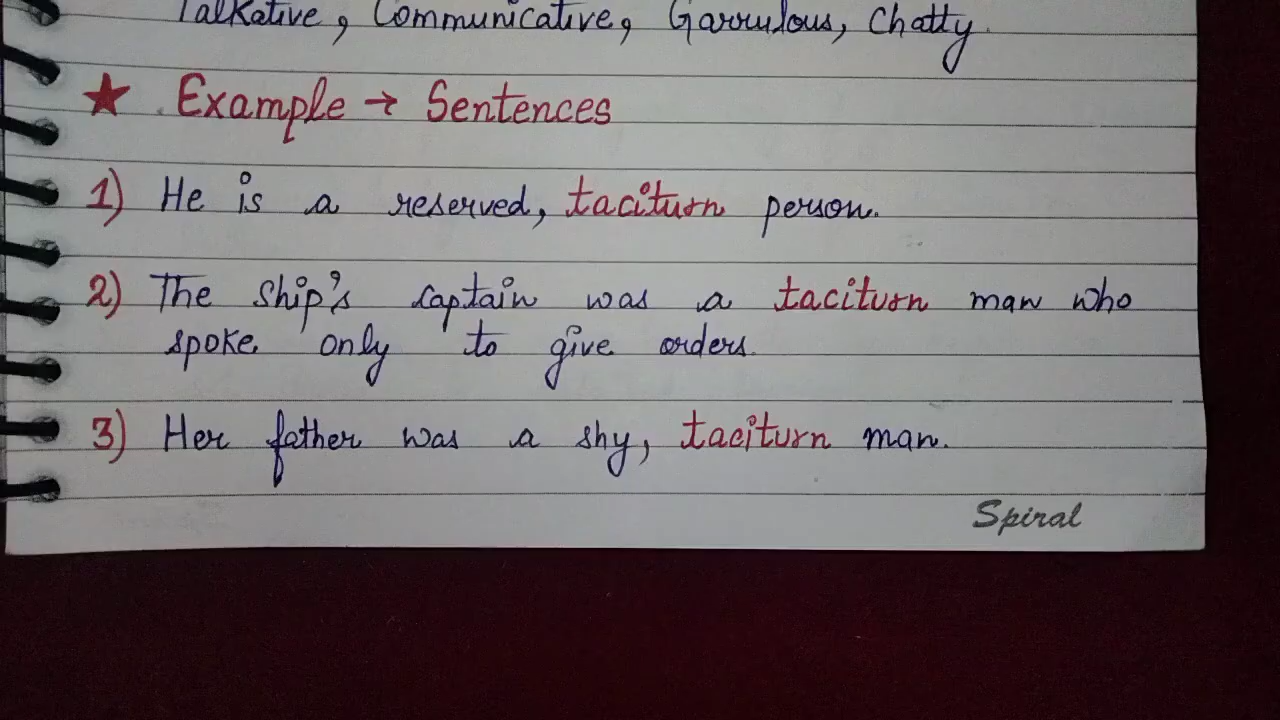 Talkative, Communicative, Garrulous, Chatty.
★ Example → Sentences
1) He is a reserved, taciturn person.
2) The ship's captain was a taciturn man who
spoke only to give orders.
3) Her father was a shy, taciturn man.
Spiral